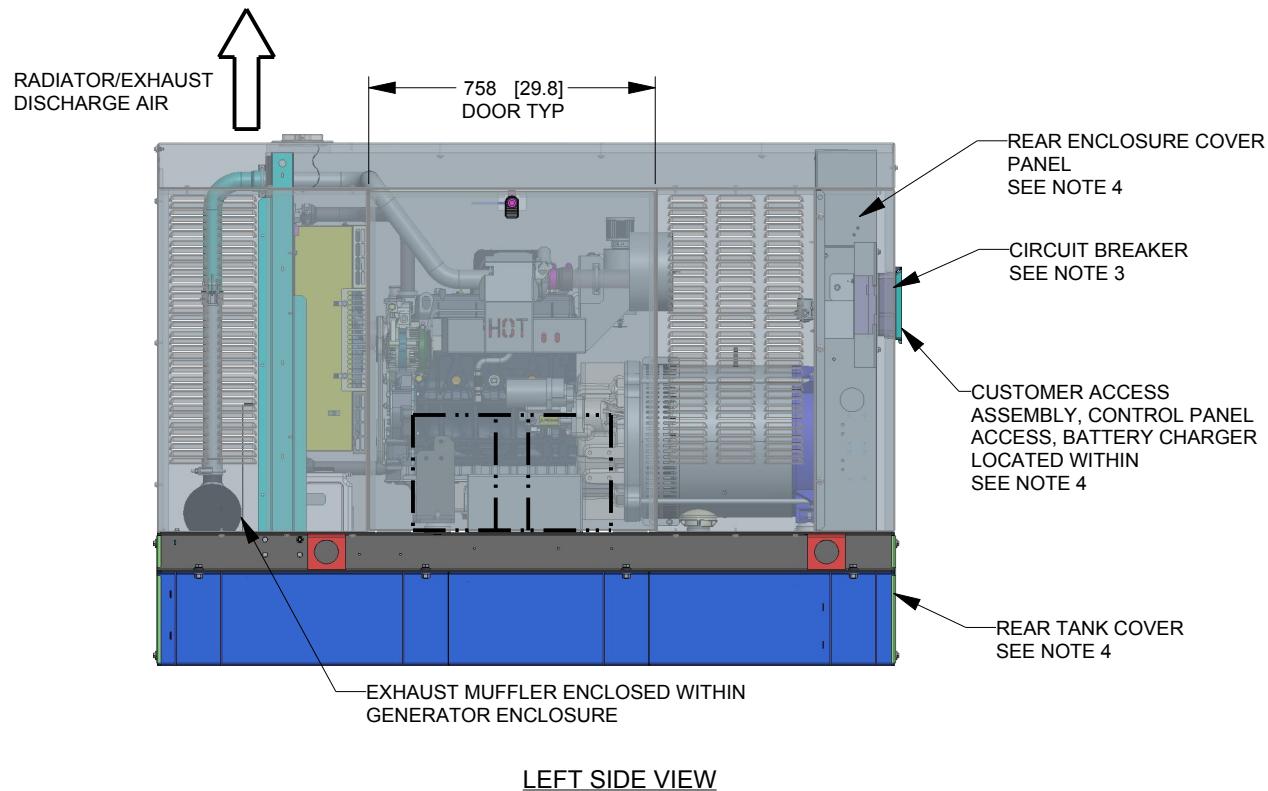 RADIATOR/EXHAUST
DISCHARGE AIR
758 [29.8]
DOOR TYP
REAR ENCLOSURE COVER
PANEL
SEE NOTE 4
CIRCUIT BREAKER
SEE NOTE 3
HOT
CUSTOMER ACCESS
ASSEMBLY, CONTROL PANEL
ACCESS, BATTERY CHARGER
LOCATED WITHIN
SEE NOTE 4
REAR TANK COVER
SEE NOTE 4
EXHAUST MUFFLER ENCLOSED WITHIN
GENERATOR ENCLOSURE
LEFT SIDE VIEW